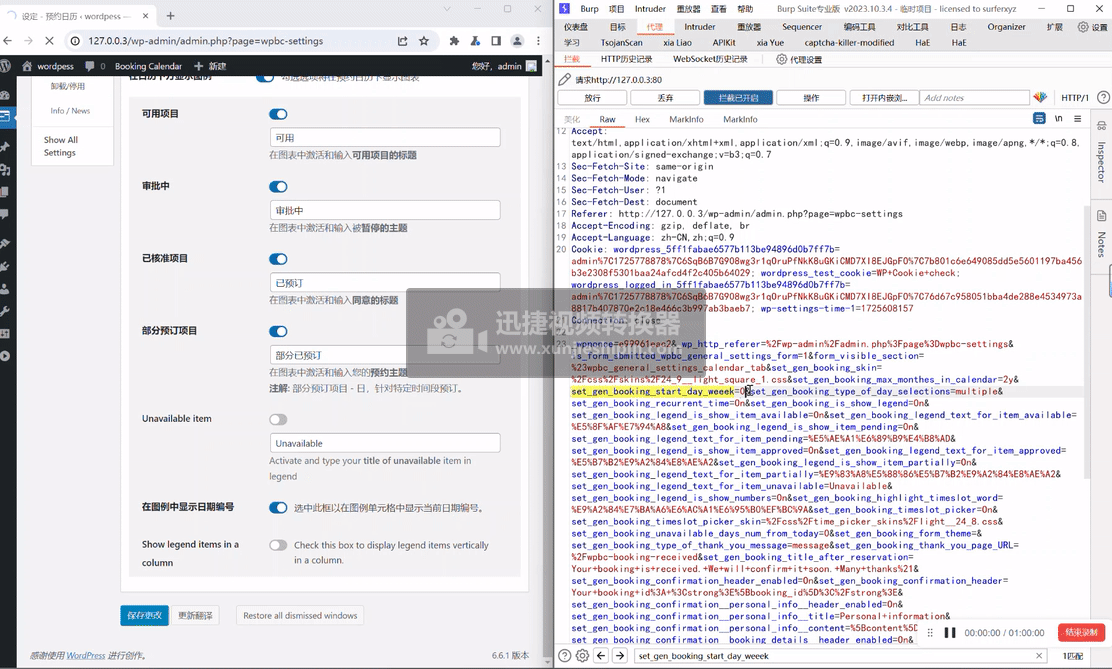 设定 - 预约日历 ‹ wordpess —
127.0.0.3/wp-admin/admin.php?page=wpbc-settings
wordpess 0 Booking Calendar 新建 您好, admin
卸载/停用
Info / News
Show All
Settings
可用项目
可用
在图表中激活和输入可用项目的标题
审批中
审批中
在图表中激活和输入被暂停的主题
已核准项目
已预订
在图表中激活和输入同意的标题
部分预订项目
部分已预订
在图表中激活和输入您的预约主题
注解: 部分预订项目 - 日，针对特定时间段预订。
Unavailable item
Unavailable
Activate and type your title of unavailable item in
legend
在图例中显示日期编号
选中此框以在图例单元格中显示当前日期编号。
Show legend items in a
column
Check this box to display legend items vertically
in a column.
保存更改 更新翻译 Restore all dismissed windows
感谢使用 WordPress 进行创作。 6.6.1 版本
Burp 项目 Intruder 重放器 查看 帮助 Burp Suite专业版 v2023.10.3.4 - 临时项目 - licensed to surferxyz
仪表盘 目标 代理 Intruder 重放器 Sequencer 编码工具 对比工具 日志 Organizer 扩展 设置
学习 TsojanScan xia Liao APIKit xia Yue captcha-killer-modified HaE HaE
拦截 HTTP历史记录 WebSocket历史记录 代理设置
请求http://127.0.0.3:80
放行 丢弃 拦截已开启 操作 打开内嵌浏... Add notes HTTP/1
美化 Raw Hex MarkInfo MarkInfo
Inspector
Notes
12 Accept:
text/html,application/xhtml+xml,application/xml;q=0.9,image/avif,image/webp,image/apng,*/*;q=0.8,
application/signed-exchange;v=b3;q=0.7
13 Sec-Fetch-Site: same-origin
14 Sec-Fetch-Mode: navigate
15 Sec-Fetch-User: ?1
16 Sec-Fetch-Dest: document
17 Referer: http://127.0.0.3/wp-admin/admin.php?page=wpbc-settings
18 Accept-Encoding: gzip, deflate, br
19 Accept-Language: zh-CN,zh;q=0.9
20 Cookie: wordpress_5ff1fabae6577b113be94896d0b7ff7b=
wordpress_test_cookie=WP+Cookie+check;
wordpress_logged_in_5ff1fabae6577b113be94896d0b7ff7b=
wp-settings-time-1=1725608157
Connection: close
_wp_http_referer=%2Fwp-admin%2Fadmin.php%3Fpage%3Dwpbc-settings&
is_form_sbmitted_wpbc_general_settings_form=1&form_visible_section=
%23wpbc_general_settings_calendar_tab&set_gen_booking_skin=
%2Fcss%2Fskins%2F24_9__light_square_1.css&set_gen_booking_max_monthes_in_calendar=2y&
set_gen_booking_start_day_weeek=0&set_gen_booking_type_of_day_selections=multiple&
set_gen_booking_recurrent_time=On&set_gen_booking_is_show_legend=On&
set_gen_booking_legend_is_show_item_available=On&set_gen_booking_legend_text_for_item_available=
%E5%8F%AF%E7%94%A8&set_gen_booking_legend_is_show_item_pending=On&
set_gen_booking_legend_text_for_item_pending=%E5%AE%A1%E6%89%B9%E4%B8%AD&
set_gen_booking_legend_is_show_item_approved=On&set_gen_booking_legend_text_for_item_approved=
%E5%B7%B2%E9%A2%84%E8%AE%A2&set_gen_booking_legend_is_show_item_partially=On&
set_gen_booking_legend_text_for_item_partially=%E9%83%A8%E5%88%86%E5%B7%B2%E9%A2%84%E8%AE%A2&
set_gen_booking_legend_text_for_item_unavailable=Unavailable&
set_gen_booking_legend_is_show_numbers=On&set_gen_booking_highlight_timeslot_word=
%E9%A2%84%E7%BA%A6%E6%AC%A1%E6%95%B0%EF%BC%9A&set_gen_booking_timeslot_picker=On&
set_gen_booking_timeslot_picker_skin=%2Fcss%2Ftime_picker_skins%2Flight__24_8.css&
set_gen_booking_unavailable_days_num_from_today=0&set_gen_booking_form_theme=&
set_gen_booking_type_of_thank_you_message=message&set_gen_booking_thank_you_page_URL=
%2Fwpbc-booking-received&set_gen_booking_title_after_reservation=
Your+booking+is+received.+We+will+confirm+it+soon.+Many+thanks%21&
set_gen_booking_confirmation_header_enabled=On&set_gen_booking_confirmation_header=
Your+booking+id%3A+%3Cstrong%3E%5Bbooking_id%5D%3C%2Fstrong%3E&
set_gen_booking_confirmation__personal_info__header_enabled=On&
set_gen_booking_confirmation__personal_info__title=Personal+information&
set_gen_booking_confirmation__personal_info__content=%5Bcontent%5D
set_gen_booking_confirmation__booking_details__header_enabled=On&
迅捷视频转换器
www.xunjieshipin.com
00:00:00 / 01:00:00 结束录制
set_gen_booking_start_day_weeek 1匹配